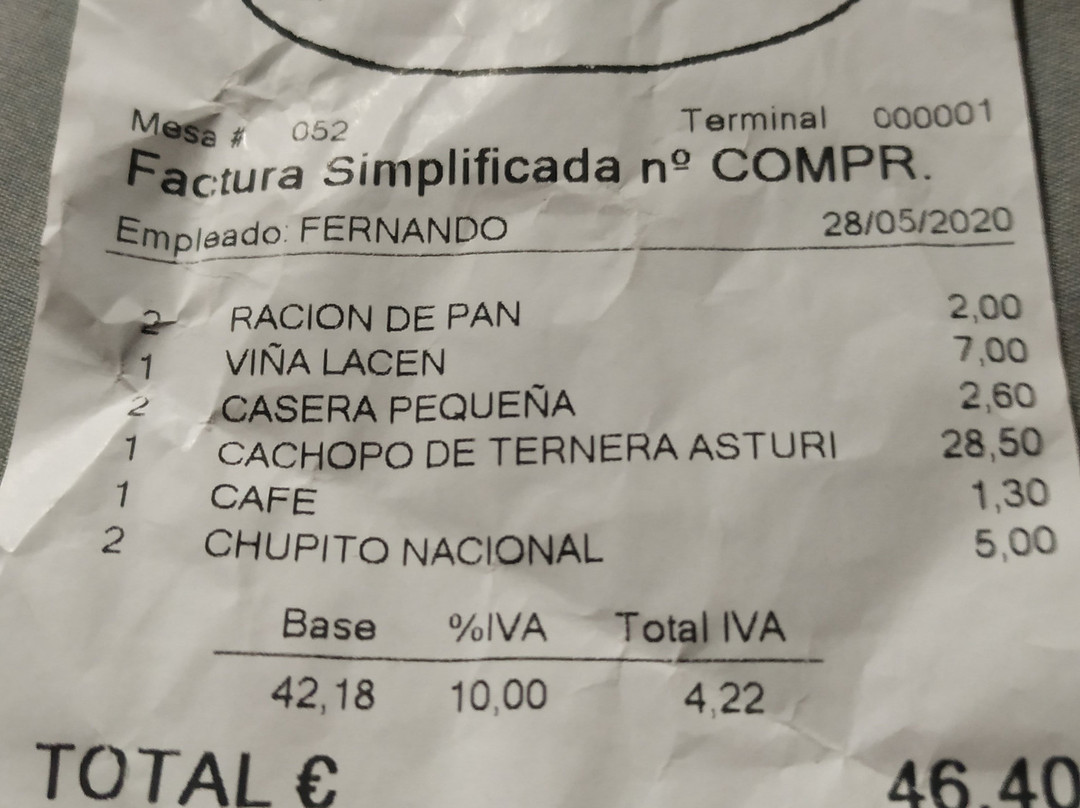 Mesa # 052 Terminal 000001
Factura Simplificada nº COMPR.
Empleado: FERNANDO 28/05/2020
2 RACION DE PAN 2,00
1 VIÑA LACEN 7,00
2 CASERA PEQUEÑA 2,60
1 CACHOPO DE TERNERA ASTURI 28,50
1 CAFE 1,30
2 CHUPITO NACIONAL 5,00
Base %IVA Total IVA
42,18 10,00 4,22
TOTAL € 46,40